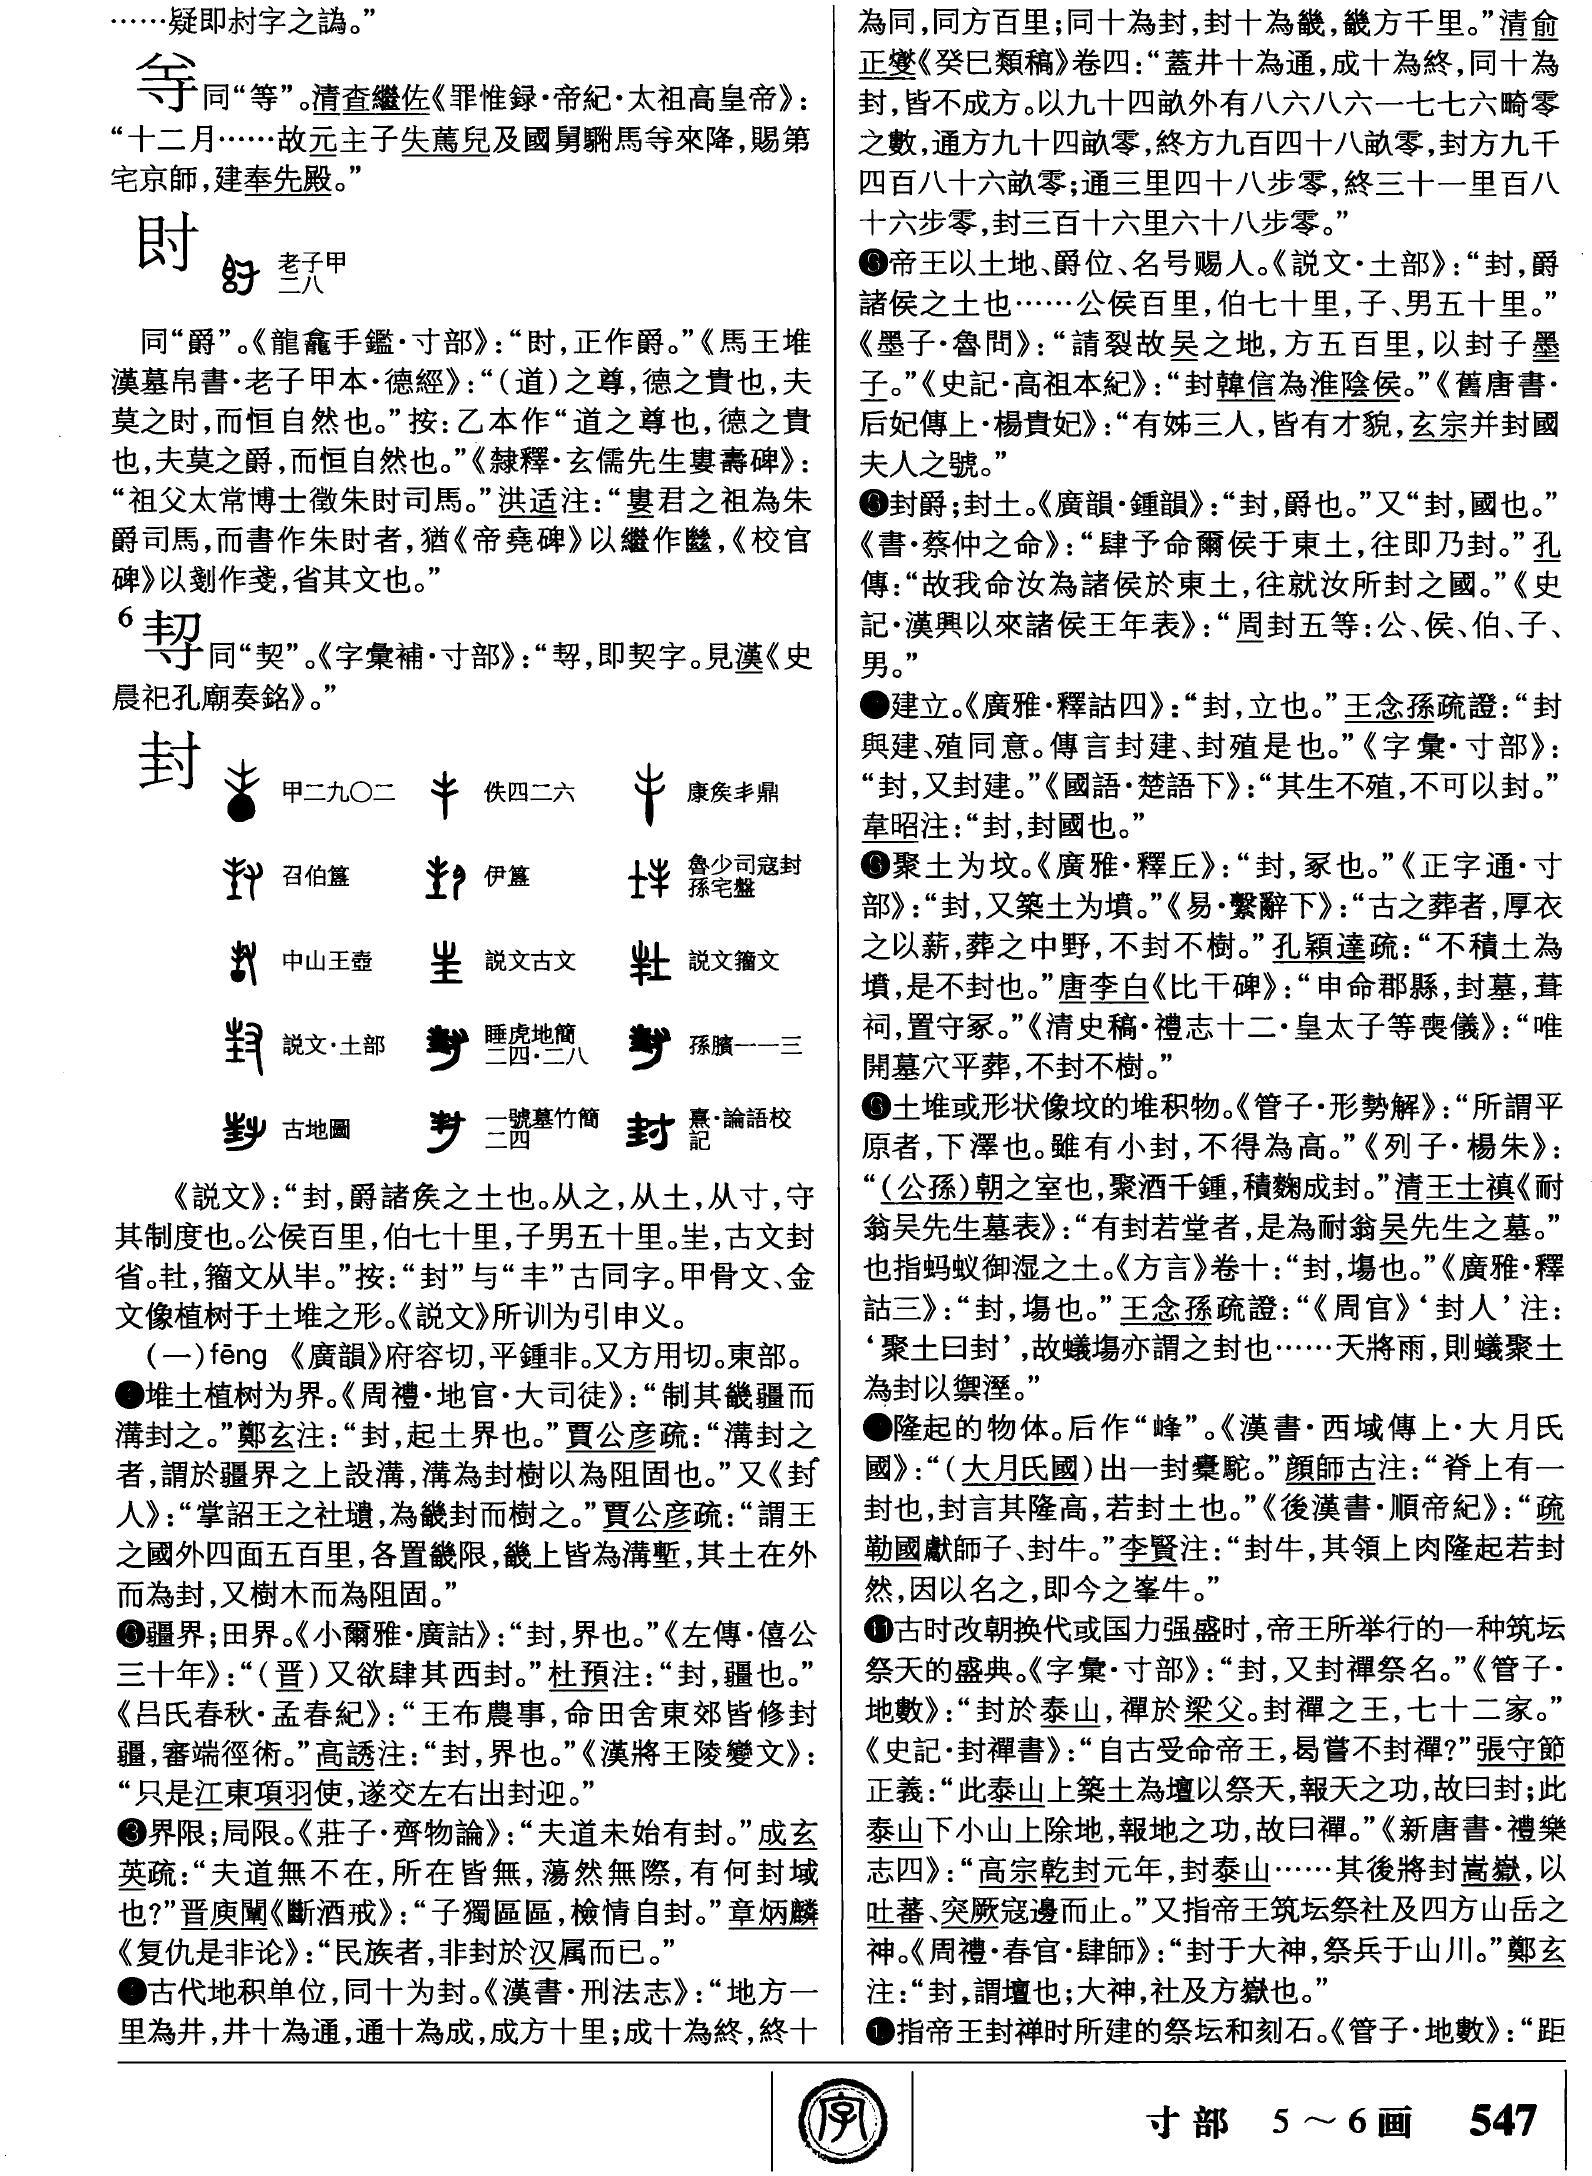 ……疑即尌字之譌。”
同“等”。清查繼佐《罪惟録·帝紀·太祖高皇帝》：
“十二月……故元主子失篤兒及國舅駙馬䒭來降，賜第
宅京師，建奉先殿。”
老子甲
二八
同“爵”。《龍龕手鑑·寸部》：“𡬠，正作爵。”《馬王堆
漢墓帛書·老子甲本·德經》：“（道）之尊，德之貴也，夫
莫之𡬠，而恒自然也。”按：乙本作“道之尊也，德之貴
也，夫莫之爵，而恒自然也。”《隸釋·玄儒先生婁壽碑》：
“祖父太常博士徵朱𡬠司馬。”洪适注：“婁君之祖為朱
爵司馬，而書作朱𡬠者，猶《帝堯碑》以繼作㡭，《校官
碑》以剗作戔，省其文也。”
6
同“契”。《字彙補·寸部》：“即契字。見漢《史
晨祀孔廟奏銘》。”
封
甲二九〇二 佚四二六 康矦丰鼎
召伯簋 伊簋 魯少司寇封
孫宅盤
中山王壺 説文古文 説文籀文
説文·土部 睡虎地簡
二四·二八 孫臏一一三
古地圖 一號墓竹簡
二四 熹·論語校
記
《説文》：“封，爵諸矦之土也。从之，从土，从寸，守
其制度也。公侯百里，伯七十里，子男五十里。㞷，古文封
省。𡉘，籀文从丰。”按：“封”与“丰”古同字。甲骨文、金
文像植树于土堆之形。《説文》所训为引申义。
（一）fēng 《廣韻》府容切，平鍾非。又方用切。東部。
堆土植树为界。《周禮·地官·大司徒》：“制其畿疆而
溝封之。”鄭玄注：“封，起土界也。”賈公彦疏：“溝封之
者，謂於疆界之上設溝，溝為封樹以為阻固也。”又《封
人》：“掌詔王之社壝，為畿封而樹之。”賈公彦疏：“謂王
之國外四面五百里，各置畿限，畿上皆為溝塹，其土在外
而為封，又樹木而為阻固。”
疆界；田界。《小爾雅·廣詁》：“封，界也。”《左傳·僖公
三十年》：“（晋）又欲肆其西封。”杜預注：“封，疆也。”
《吕氏春秋·孟春紀》：“王布農事，命田舍東郊皆修封
疆，審端徑術。”高誘注：“封，界也。”《漢將王陵變文》：
“只是江東項羽使，遂交左右出封迎。”
❸界限；局限。《莊子·齊物論》：“夫道未始有封。”成玄
英疏：“夫道無不在，所在皆無，蕩然無際，有何封域
也？”晋庾闡《斷酒戒》：“子獨區區，檢情自封。”章炳麟
《复仇是非论》：“民族者，非封於汉属而已。”
古代地积单位，同十为封。《漢書·刑法志》：“地方一
里為井，井十為通，通十為成，成方十里；成十為終，終十
為同，同方百里；同十為封，封十為畿，畿方千里。”清俞
正燮《癸巳類稿》卷四：“蓋井十為通，成十為終，同十為
封，皆不成方。以九十四畝外有八六八六一七七六畸零
之數，通方九十四畝零，終方九百四十八畝零，封方九千
四百八十六畝零；通三里四十八步零，終三十一里百八
十六步零，封三百十六里六十八步零。”
帝王以土地、爵位、名号赐人。《説文·土部》：“封，爵
諸侯之土也……公侯百里，伯七十里，子、男五十里。”
《墨子·魯問》：“請裂故吴之地，方五百里，以封子墨
子。”《史記·高祖本紀》：“封韓信為淮陰侯。”《舊唐書·
后妃傳上·楊貴妃》：“有姊三人，皆有才貌，玄宗并封國
夫人之號。”
封爵；封土。《廣韻·鍾韻》：“封，爵也。”又“封，國也。”
《書·蔡仲之命》：“肆予命爾侯于東土，往即乃封。”孔
傳：“故我命汝為諸侯於東土，往就汝所封之國。”《史
記·漢興以來諸侯王年表》：“周封五等：公、侯、伯、子、
男。”
建立。《廣雅·釋詁四》：“封，立也。”王念孫疏證：“封
與建、殖同意。傳言封建、封殖是也。”《字彙·寸部》：
“封，又封建。”《國語·楚語下》：“其生不殖，不可以封。”
韋昭注：“封，封國也。”
聚土为坟。《廣雅·釋丘》：“封，冢也。”《正字通·寸
部》：“封，又築土为墳。”《易·繫辭下》：“古之葬者，厚衣
之以薪，葬之中野，不封不樹。”孔穎達疏：“不積土為
墳，是不封也。”唐李白《比干碑》：“申命郡縣，封墓，葺
祠，置守冢。”《清史稿·禮志十二·皇太子等喪儀》：“唯
開墓穴平葬，不封不樹。”
土堆或形状像坟的堆积物。《管子·形勢解》：“所謂平
原者，下澤也。雖有小封，不得為高。”《列子·楊朱》：
“（公孫）朝之室也，聚酒千鍾，積麴成封。”清王士禛《耐
翁吴先生墓表》：“有封若堂者，是為耐翁吴先生之墓。”
也指蚂蚁御湿之土。《方言》卷十：“封，塲也。”《廣雅·釋
詁三》：“封，塲也。”王念孫疏證：“《周官》‘封人’注：
‘聚土曰封’，故蟻塲亦謂之封也……天將雨，則蟻聚土
為封以禦溼。”
隆起的物体。后作“峰”。《漢書·西域傳上·大月氏
國》：“（大月氏國）出一封橐駝。”顔師古注：“脊上有一
封也，封言其隆高，若封土也。”《後漢書·順帝紀》：“疏
勒國獻師子、封牛。”李賢注：“封牛，其領上肉隆起若封
然，因以名之，即今之峯牛。”
⓫古时改朝换代或国力强盛时，帝王所举行的一种筑坛
祭天的盛典。《字彙·寸部》：“封，又封禪祭名。”《管子·
地數》：“封於泰山，禪於梁父。封禪之王，七十二家。”
《史記·封禪書》：“自古受命帝王，曷嘗不封禪？”張守節
正義：“此泰山上築土為壇以祭天，報天之功，故曰封；此
泰山下小山上除地，報地之功，故曰禪。”《新唐書·禮樂
志四》：“高宗乾封元年，封泰山……其後將封嵩嶽，以
吐蕃、突厥寇邊而止。”又指帝王筑坛祭社及四方山岳之
神。《周禮·春官·肆師》：“封于大神，祭兵于山川。”鄭玄
注：“封，謂壇也；大神，社及方嶽也。”
指帝王封禅时所建的祭坛和刻石。《管子·地數》：“距
字
寸部 5～6画 547